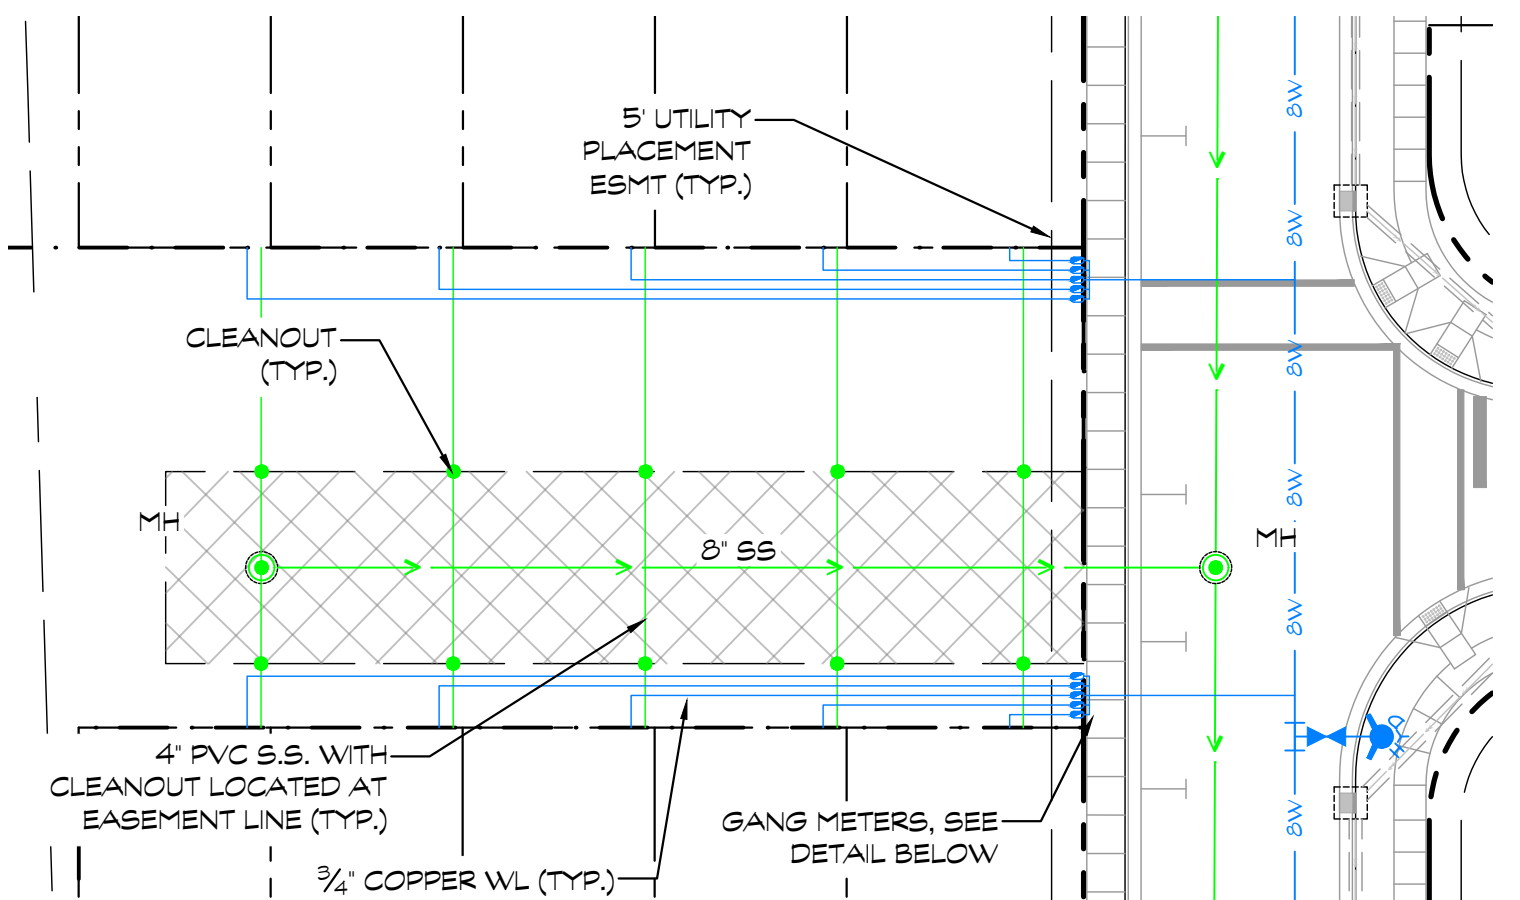 8W
5' UTILITY
PLACEMENT
ESMT (TYP.)
8W
CLEANOUT
(TYP.)
8W
8W
MH
MH
8" SS
8W
HYD
4" PVC S.S. WITH
CLEANOUT LOCATED AT
EASEMENT LINE (TYP.)
GANG METERS, SEE
DETAIL BELOW
8W
3/4" COPPER WL (TYP.)